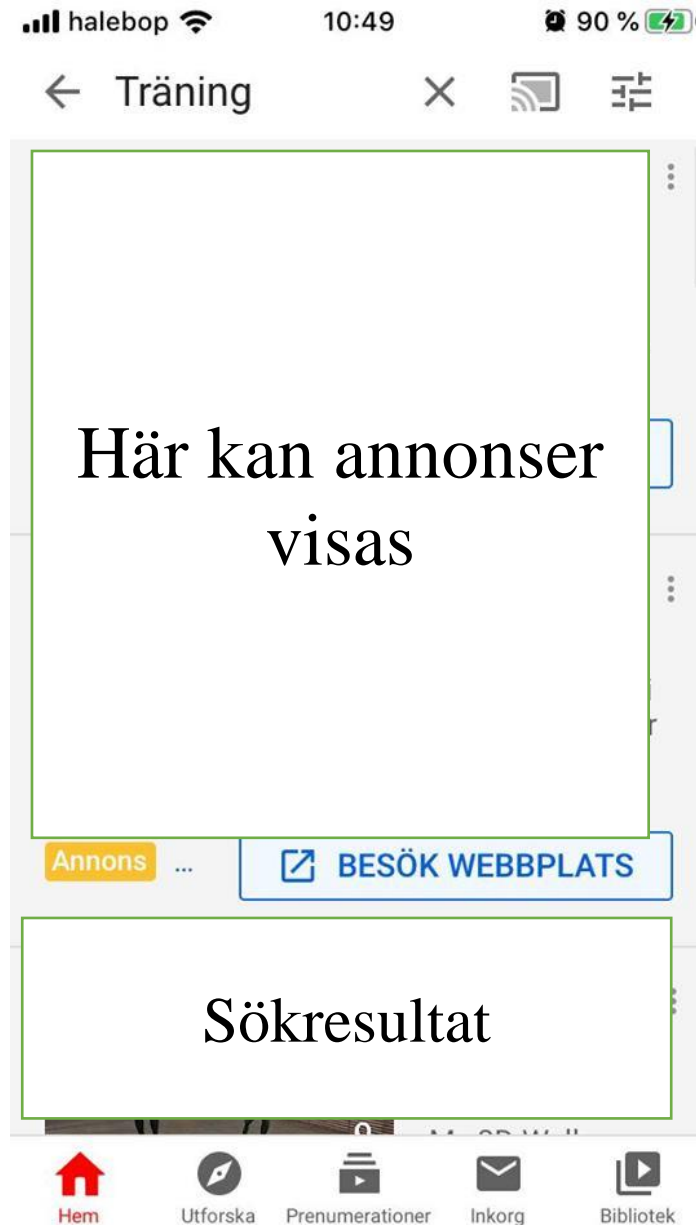 halebop 10:49 90 %
Träning
Här kan annonser
visas
Annons ... BESÖK WEBBPLATS
Sökresultat
Hem Utforska Prenumerationer Inkorg Bibliotek